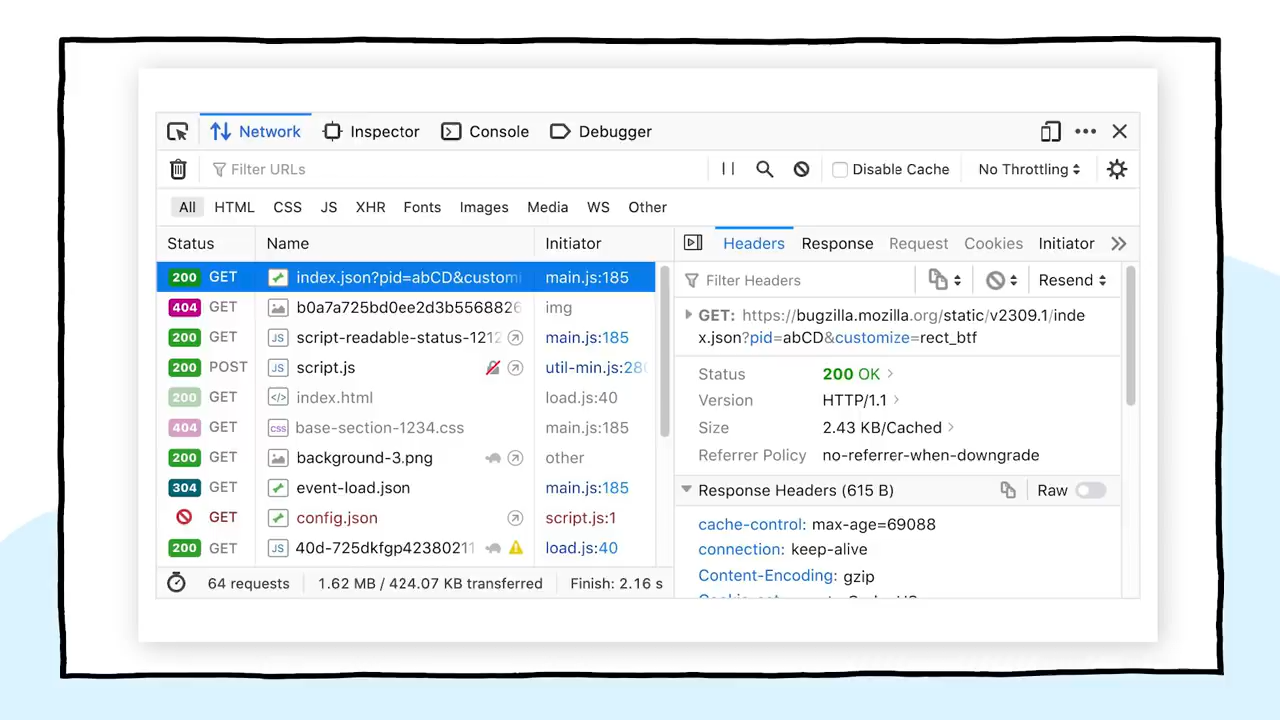 Network Inspector Console Debugger
Filter URLs Disable Cache No Throttling
All HTML CSS JS XHR Fonts Images Media WS Other
Status Name Initiator
200 GET index.json?pid=abCD&customi main.js:185
404 GET b0a7a725bd0ee2d3b5568826 img
200 GET script-readable-status-1212 main.js:185
200 POST JS script.js util-min.js:280
200 GET index.html load.js:40
404 GET css base-section-1234.css main.js:185
200 GET background-3.png other
304 GET event-load.json main.js:185
GET config.json script.js:1
200 GET JS 40d-725dkfgp42380211 load.js:40
64 requests 1.62 MB / 424.07 KB transferred Finish: 2.16 s
Headers Response Request Cookies Initiator
Filter Headers Resend
GET: https://bugzilla.mozilla.org/static/v2309.1/inde
x.json?pid=abCD&customize=rect_btf
Status 200 OK
Version HTTP/1.1
Size 2.43 KB/Cached
Referrer Policy no-referrer-when-downgrade
Response Headers (615 B) Raw
cache-control: max-age=69088
connection: keep-alive
Content-Encoding: gzip